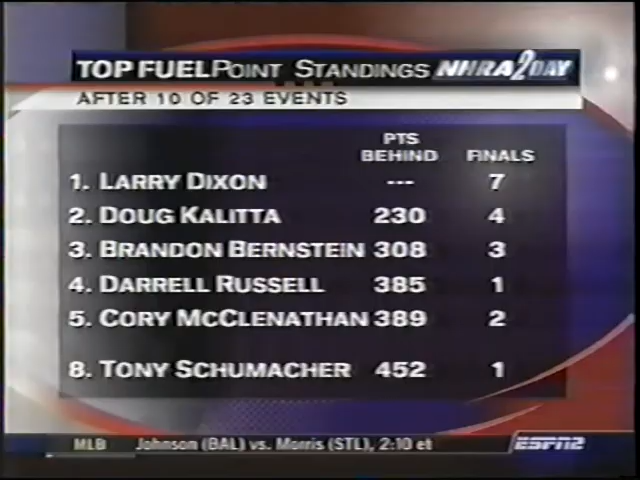 TOP FUEL POINT STANDINGS NHRA 2DAY
AFTER 10 OF 23 EVENTS
PTS BEHIND FINALS
1. LARRY DIXON --- 7
2. DOUG KALITTA 230 4
3. BRANDON BERNSTEIN 308 3
4. DARRELL RUSSELL 385 1
5. CORY MCCLENATHAN 389 2
8. TONY SCHUMACHER 452 1
MLB Johnson (BAL) vs. Morris (STL), 2:10 et ESPN2